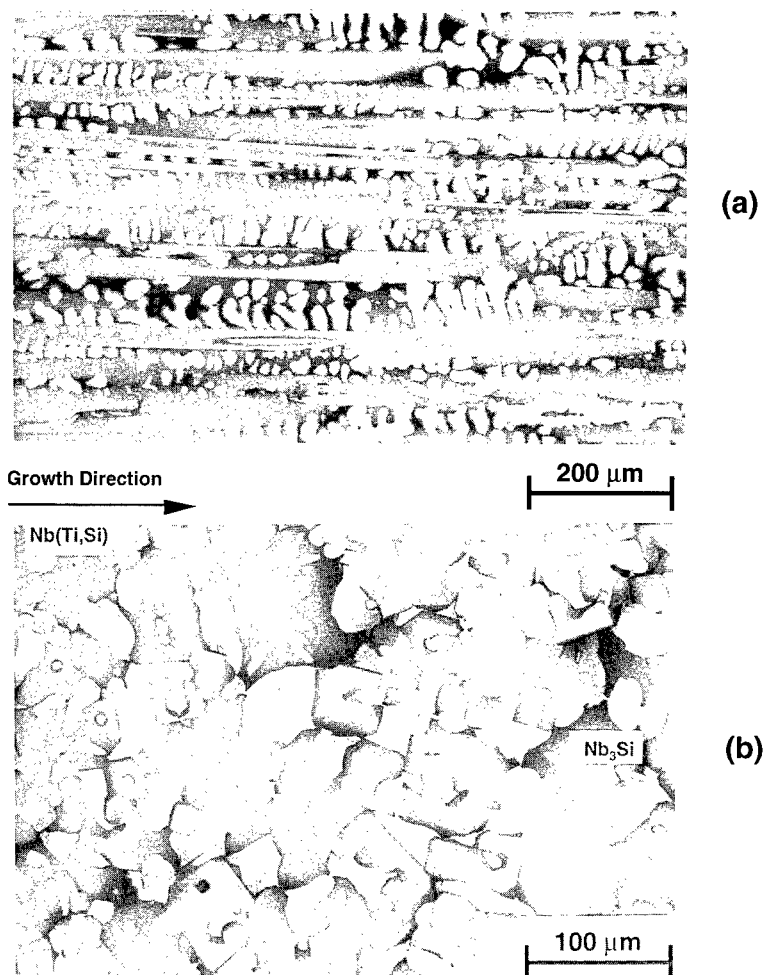 (a)
Growth Direction
200 μm
Nb(Ti,Si)
Nb₃Si
(b)
100 μm